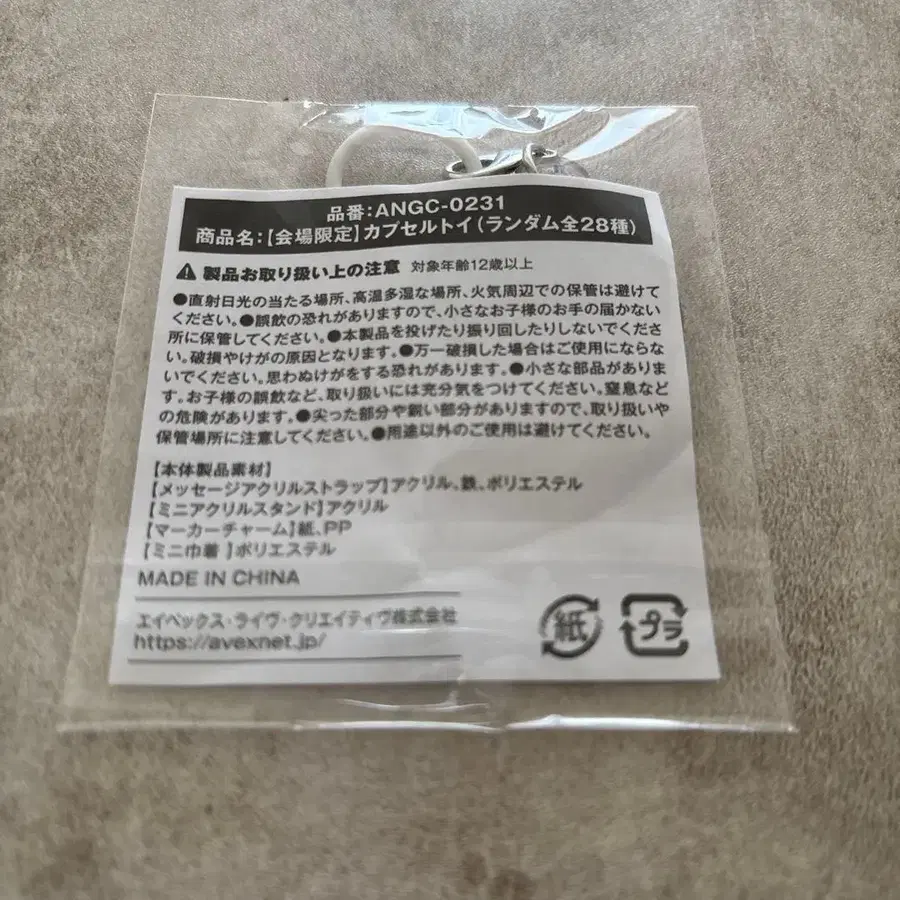 品番:ANGC-0231
商品名:【会場限定】カプセルトイ(ランダム全28種)
製品お取り扱い上の注意 対象年齢12歳以上
●直射日光の当たる場所、高温多湿な場所、火気周辺での保管は避けて
ください。●誤飲の恐れがありますので、小さなお子様のお手の届かない
所に保管してください。●本製品を投げたり振り回したりしないでくださ
い。破損やけがの原因となります。●万一破損した場合はご使用にならな
いでください。思わぬけがをする恐れがあります。●小さな部品がありま
す。お子様の誤飲など、取り扱いには充分気をつけてください。窒息など
の危険があります。●尖った部分や鋭い部分がありますので、取り扱いや
保管場所に注意してください。●用途以外のご使用は避けてください。
【本体製品素材】
【メッセージアクリルストラップ】アクリル、鉄、ポリエステル
【ミニアクリルスタンド】アクリル
【マーカーチャーム】紙、PP
【ミニ巾着 】ポリエステル
MADE IN CHINA
エイベックス・ライヴ・クリエイティヴ株式会社
https://avexnet.jp/
紙
プラ